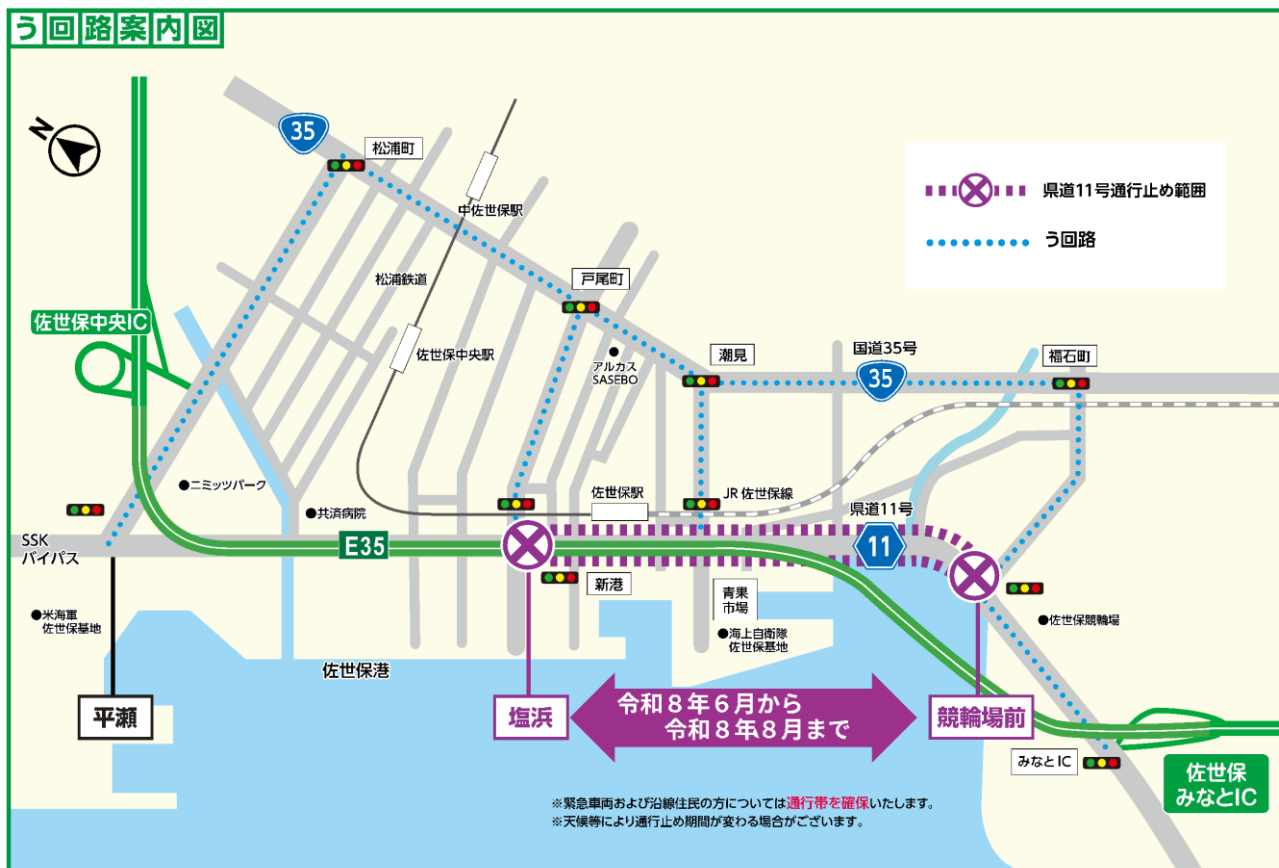 う回路案内図
N
35
松浦町
中佐世保駅
県道11号通行止め範囲
う回路
松浦鉄道
戸尾町
佐世保中央IC
佐世保中央駅
アルカス
SASEBO
潮見
国道35号
35
福石町
ニミッツパーク
共済病院
佐世保駅
JR 佐世保線
県道11号
SSK
バイパス
E35
11
新港
青果
市場
米海軍
佐世保基地
海上自衛隊
佐世保基地
佐世保競輪場
佐世保港
平瀬
塩浜
令和8年6月から
令和8年8月まで
競輪場前
みなとIC
佐世保
みなとIC
※緊急車両および沿線住民の方については通行帯を確保いたします。
※天候等により通行止め期間が変わる場合がございます。